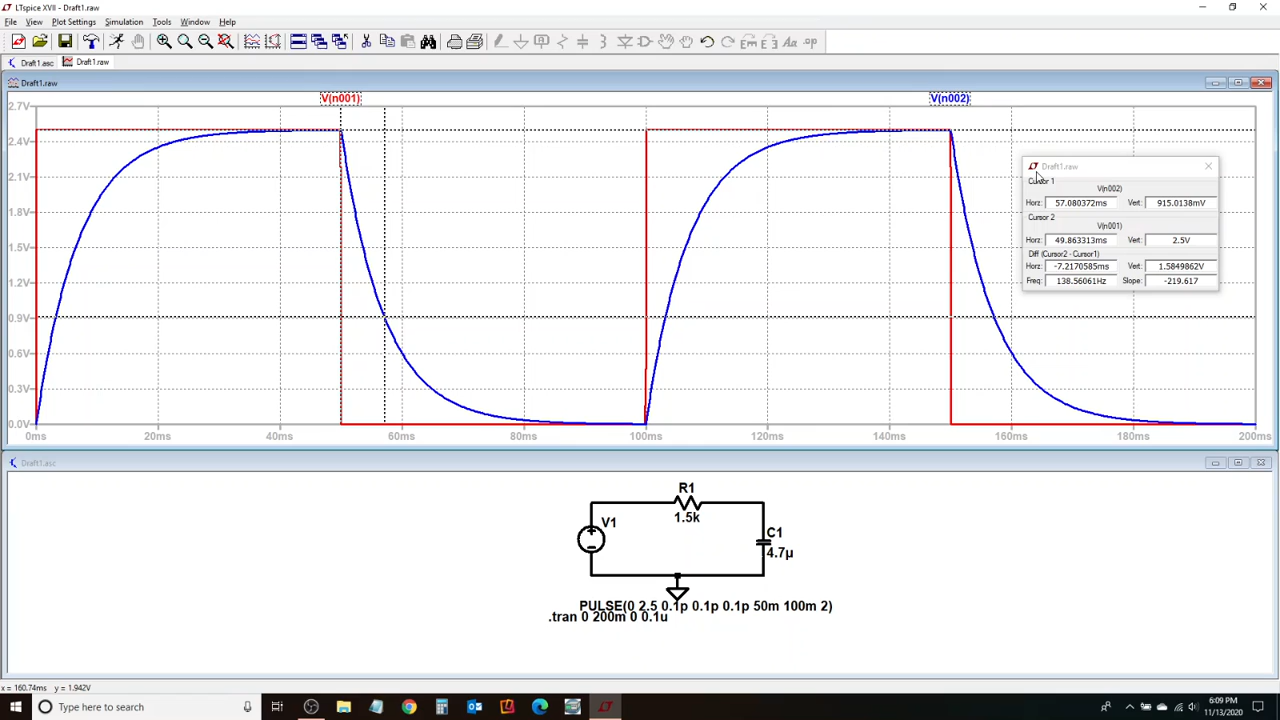 LTspice XVII - Draft1.raw
File View Plot Settings Simulation Tools Window Help
Draft1.asc Draft1.raw
Draft1.raw
V(n001) V(n002)
2.7V
2.4V
2.1V
1.8V
1.5V
1.2V
0.9V
0.6V
0.3V
0.0V
0ms 20ms 40ms 60ms 80ms 100ms 120ms 140ms 160ms 180ms 200ms
Draft1.raw
Cursor 1
V(n002)
Horz: 57.080372ms Vert: 915.0138mV
Cursor 2
V(n001)
Horz: 49.863313ms Vert: 2.5V
Diff (Cursor2 - Cursor1)
Horz: -7.2170585ms Vert: 1.5849862V
Freq: 138.56061Hz Slope: -219.617
Draft1.asc
R1
1.5k
V1
C1
4.7µ
PULSE(0 2.5 0.1p 0.1p 0.1p 50m 100m 2)
.tran 0 200m 0 0.1u
x = 160.74ms y = 1.942V
Type here to search
6:09 PM
11/13/2020